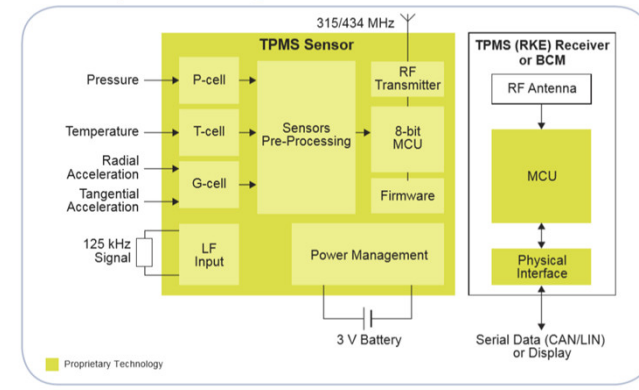 315/434 MHz
TPMS Sensor
Pressure
P-cell
Temperature
T-cell
Radial
Acceleration
Tangential
Acceleration
G-cell
125 kHz
Signal
LF
Input
Sensors
Pre-Processing
RF
Transmitter
8-bit
MCU
Firmware
Power Management
3 V Battery
TPMS (RKE) Receiver
or BCM
RF Antenna
MCU
Physical
Interface
Serial Data (CAN/LIN)
or Display
Proprietary Technology